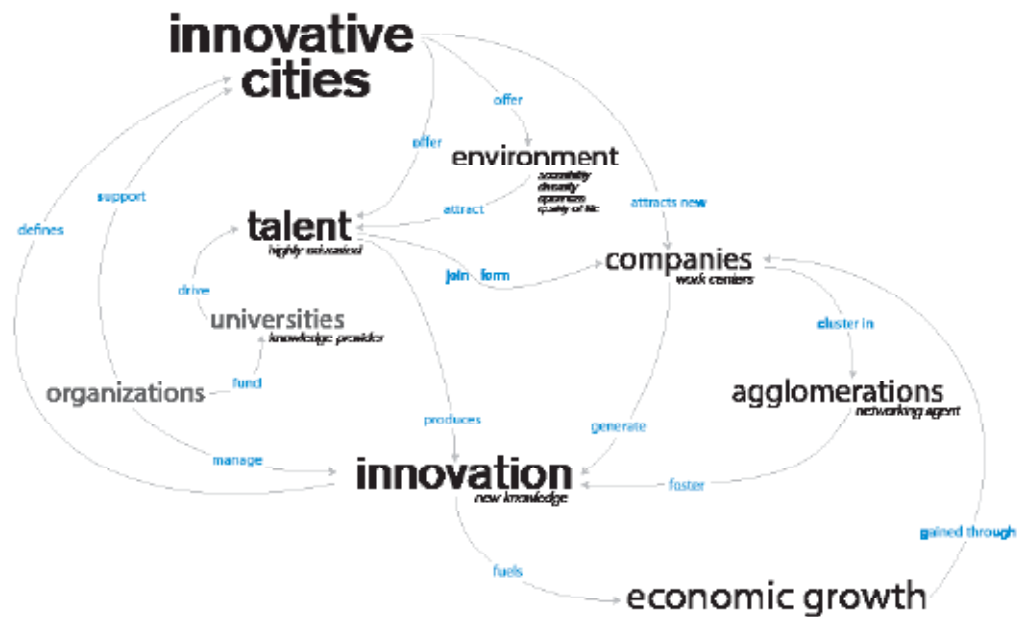 innovative
cities
offer
offer
environment
accessibility
diversity
openness
quality of life
support
attract
attracts new
defines
talent
highly educated
companies
work centers
join form
drive
universities
knowledge provider
cluster in
organizations
fund
agglomerations
networking agent
produces
generate
manage
innovation
new knowledge
foster
gained through
fuels
economic growth